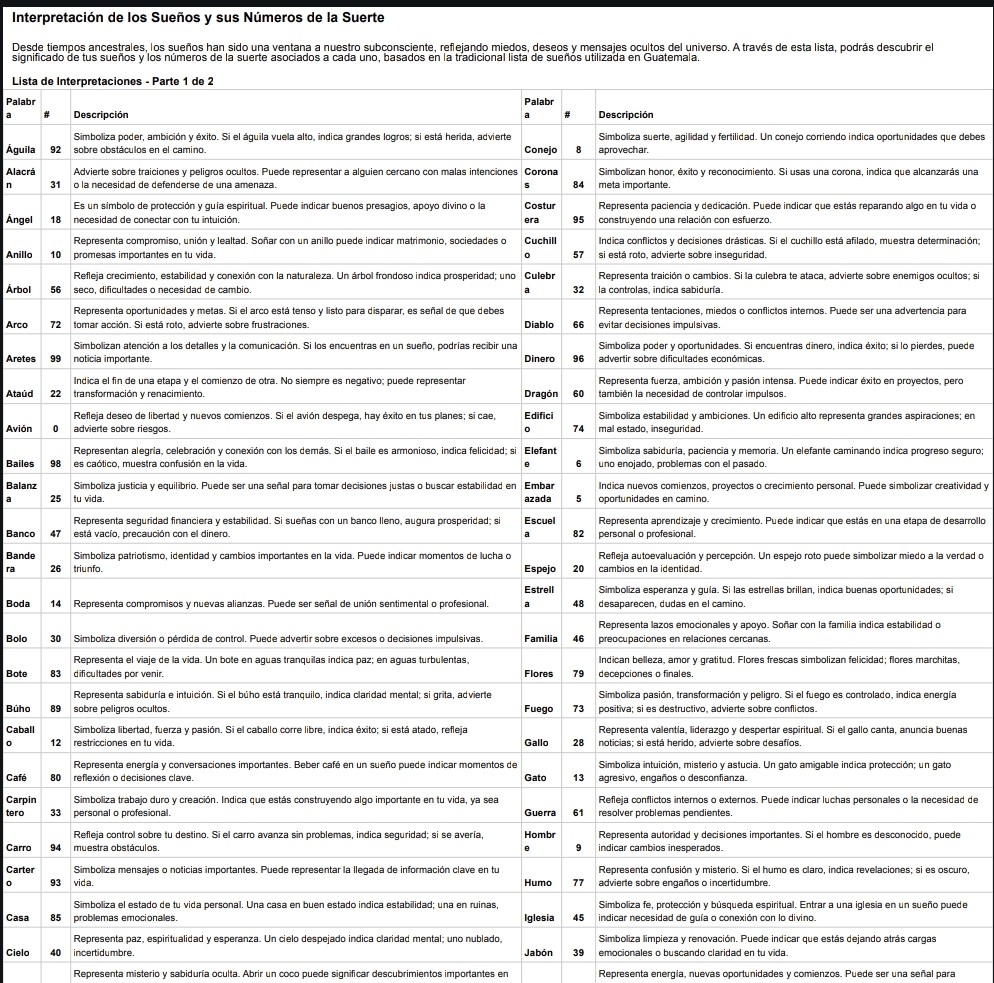 Interpretación de los Sueños y sus Números de la Suerte
Desde tiempos ancestrales, los sueños han sido una ventana a nuestro subconsciente, reflejando miedos, deseos y mensajes ocultos del universo. A través de esta lista, podrás descubrir el
significado de tus sueños y los números de la suerte asociados a cada uno, basados en la tradicional lista de sueños utilizada en Guatemala.
Lista de Interpretaciones - Parte 1 de 2
Palabr
a # Descripción
Simboliza poder, ambición y éxito. Si el águila vuela alto, indica grandes logros; si está herida, advierte
Águila 92 sobre obstáculos en el camino.
Alacrá Advierte sobre traiciones y peligros ocultos. Puede representar a alguien cercano con malas intenciones
n 31 o la necesidad de defenderse de una amenaza.
Es un símbolo de protección y guía espiritual. Puede indicar buenos presagios, apoyo divino o la
Ángel 18 necesidad de conectar con tu intuición.
Representa compromiso, unión y lealtad. Soñar con un anillo puede indicar matrimonio, sociedades o
Anillo 10 promesas importantes en tu vida.
Refleja crecimiento, estabilidad y conexión con la naturaleza. Un árbol frondoso indica prosperidad; uno
Árbol 56 seco, dificultades o necesidad de cambio.
Representa oportunidades y metas. Si el arco está tenso y listo para disparar, es señal de que debes
Arco 72 tomar acción. Si está roto, advierte sobre frustraciones.
Simbolizan atención a los detalles y la comunicación. Si los encuentras en un sueño, podrías recibir una
Aretes 99 noticia importante.
Indica el fin de una etapa y el comienzo de otra. No siempre es negativo; puede representar
Ataúd 22 transformación y renacimiento.
Refleja deseo de libertad y nuevos comienzos. Si el avión despega, hay éxito en tus planes; si cae,
Avión 0 advierte sobre riesgos.
Representan alegría, celebración y conexión con los demás. Si el baile es armonioso, indica felicidad; si
Bailes 98 es caótico, muestra confusión en la vida.
Balanz Simboliza justicia y equilibrio. Puede ser una señal para tomar decisiones justas o buscar estabilidad en
a 25 tu vida.
Representa seguridad financiera y estabilidad. Si sueñas con un banco lleno, augura prosperidad; si
Banco 47 está vacío, precaución con el dinero.
Bande Simboliza patriotismo, identidad y cambios importantes en la vida. Puede indicar momentos de lucha o
ra 26 triunfo.
Boda 14 Representa compromisos y nuevas alianzas. Puede ser señal de unión sentimental o profesional.
Bolo 30 Simboliza diversión o pérdida de control. Puede advertir sobre excesos o decisiones impulsivas.
Representa el viaje de la vida. Un bote en aguas tranquilas indica paz; en aguas turbulentas,
Bote 83 dificultades por venir.
Representa sabiduría e intuición. Si el búho está tranquilo, indica claridad mental; si grita, advierte
Búho 89 sobre peligros ocultos.
Caball Simboliza libertad, fuerza y pasión. Si el caballo corre libre, indica éxito; si está atado, refleja
o 12 restricciones en tu vida.
Representa energía y conversaciones importantes. Beber café en un sueño puede indicar momentos de
Café 80 reflexión o decisiones clave.
Carpin Simboliza trabajo duro y creación. Indica que estás construyendo algo importante en tu vida, ya sea
tero 33 personal o profesional.
Refleja control sobre tu destino. Si el carro avanza sin problemas, indica seguridad; si se avería,
Carro 94 muestra obstáculos.
Carter Simboliza mensajes o noticias importantes. Puede representar la llegada de información clave en tu
o 93 vida.
Simboliza el estado de tu vida personal. Una casa en buen estado indica estabilidad; una en ruinas,
Casa 85 problemas emocionales.
Representa paz, espiritualidad y esperanza. Un cielo despejado indica claridad mental; uno nublado,
Cielo 40 incertidumbre.
Representa misterio y sabiduría oculta. Abrir un coco puede significar descubrimientos importantes en
Palabr
a # Descripción
Simboliza suerte, agilidad y fertilidad. Un conejo corriendo indica oportunidades que debes
Conejo 8 aprovechar.
Corona Simbolizan honor, éxito y reconocimiento. Si usas una corona, indica que alcanzarás una
s 84 meta importante.
Costur Representa paciencia y dedicación. Puede indicar que estás reparando algo en tu vida o
era 95 construyendo una relación con esfuerzo.
Cuchill Indica conflictos y decisiones drásticas. Si el cuchillo está afilado, muestra determinación;
o 57 si está roto, advierte sobre inseguridad.
Culebr Representa traición o cambios. Si la culebra te ataca, advierte sobre enemigos ocultos; si
a 32 la controlas, indica sabiduría.
Representa tentaciones, miedos o conflictos internos. Puede ser una advertencia para
Diablo 66 evitar decisiones impulsivas.
Simboliza poder y oportunidades. Si encuentras dinero, indica éxito; si lo pierdes, puede
Dinero 96 advertir sobre dificultades económicas.
Representa fuerza, ambición y pasión intensa. Puede indicar éxito en proyectos, pero
Dragón 60 también la necesidad de controlar impulsos.
Edifici Simboliza estabilidad y ambiciones. Un edificio alto representa grandes aspiraciones; en
o 74 mal estado, inseguridad.
Elefant Simboliza sabiduría, paciencia y memoria. Un elefante caminando indica progreso seguro;
e 6 uno enojado, problemas con el pasado.
Embar Indica nuevos comienzos, proyectos o crecimiento personal. Puede simbolizar creatividad y
azada 5 oportunidades en camino.
Escuel Representa aprendizaje y crecimiento. Puede indicar que estás en una etapa de desarrollo
a 82 personal o profesional.
Refleja autoevaluación y percepción. Un espejo roto puede simbolizar miedo a la verdad o
Espejo 20 cambios en la identidad.
Estrell Simboliza esperanza y guía. Si las estrellas brillan, indica buenas oportunidades; si
a 48 desaparecen, dudas en el camino.
Representa lazos emocionales y apoyo. Soñar con la familia indica estabilidad o
Familia 46 preocupaciones en relaciones cercanas.
Indican belleza, amor y gratitud. Flores frescas simbolizan felicidad; flores marchitas,
Flores 79 decepciones o finales.
Simboliza pasión, transformación y peligro. Si el fuego es controlado, indica energía
Fuego 73 positiva; si es destructivo, advierte sobre conflictos.
Representa valentía, liderazgo y despertar espiritual. Si el gallo canta, anuncia buenas
Gallo 28 noticias; si está herido, advierte sobre desafíos.
Simboliza intuición, misterio y astucia. Un gato amigable indica protección; un gato
Gato 13 agresivo, engaños o desconfianza.
Refleja conflictos internos o externos. Puede indicar luchas personales o la necesidad de
Guerra 61 resolver problemas pendientes.
Hombr Representa autoridad y decisiones importantes. Si el hombre es desconocido, puede
e 9 indicar cambios inesperados.
Representa confusión y misterio. Si el humo es claro, indica revelaciones; si es oscuro,
Humo 77 advierte sobre engaños o incertidumbre.
Simboliza fe, protección y búsqueda espiritual. Entrar a una iglesia en un sueño puede
Iglesia 45 indicar necesidad de guía o conexión con lo divino.
Simboliza limpieza y renovación. Puede indicar que estás dejando atrás cargas
Jabón 39 emocionales o buscando claridad en tu vida.
Representa energía, nuevas oportunidades y comienzos. Puede ser una señal para